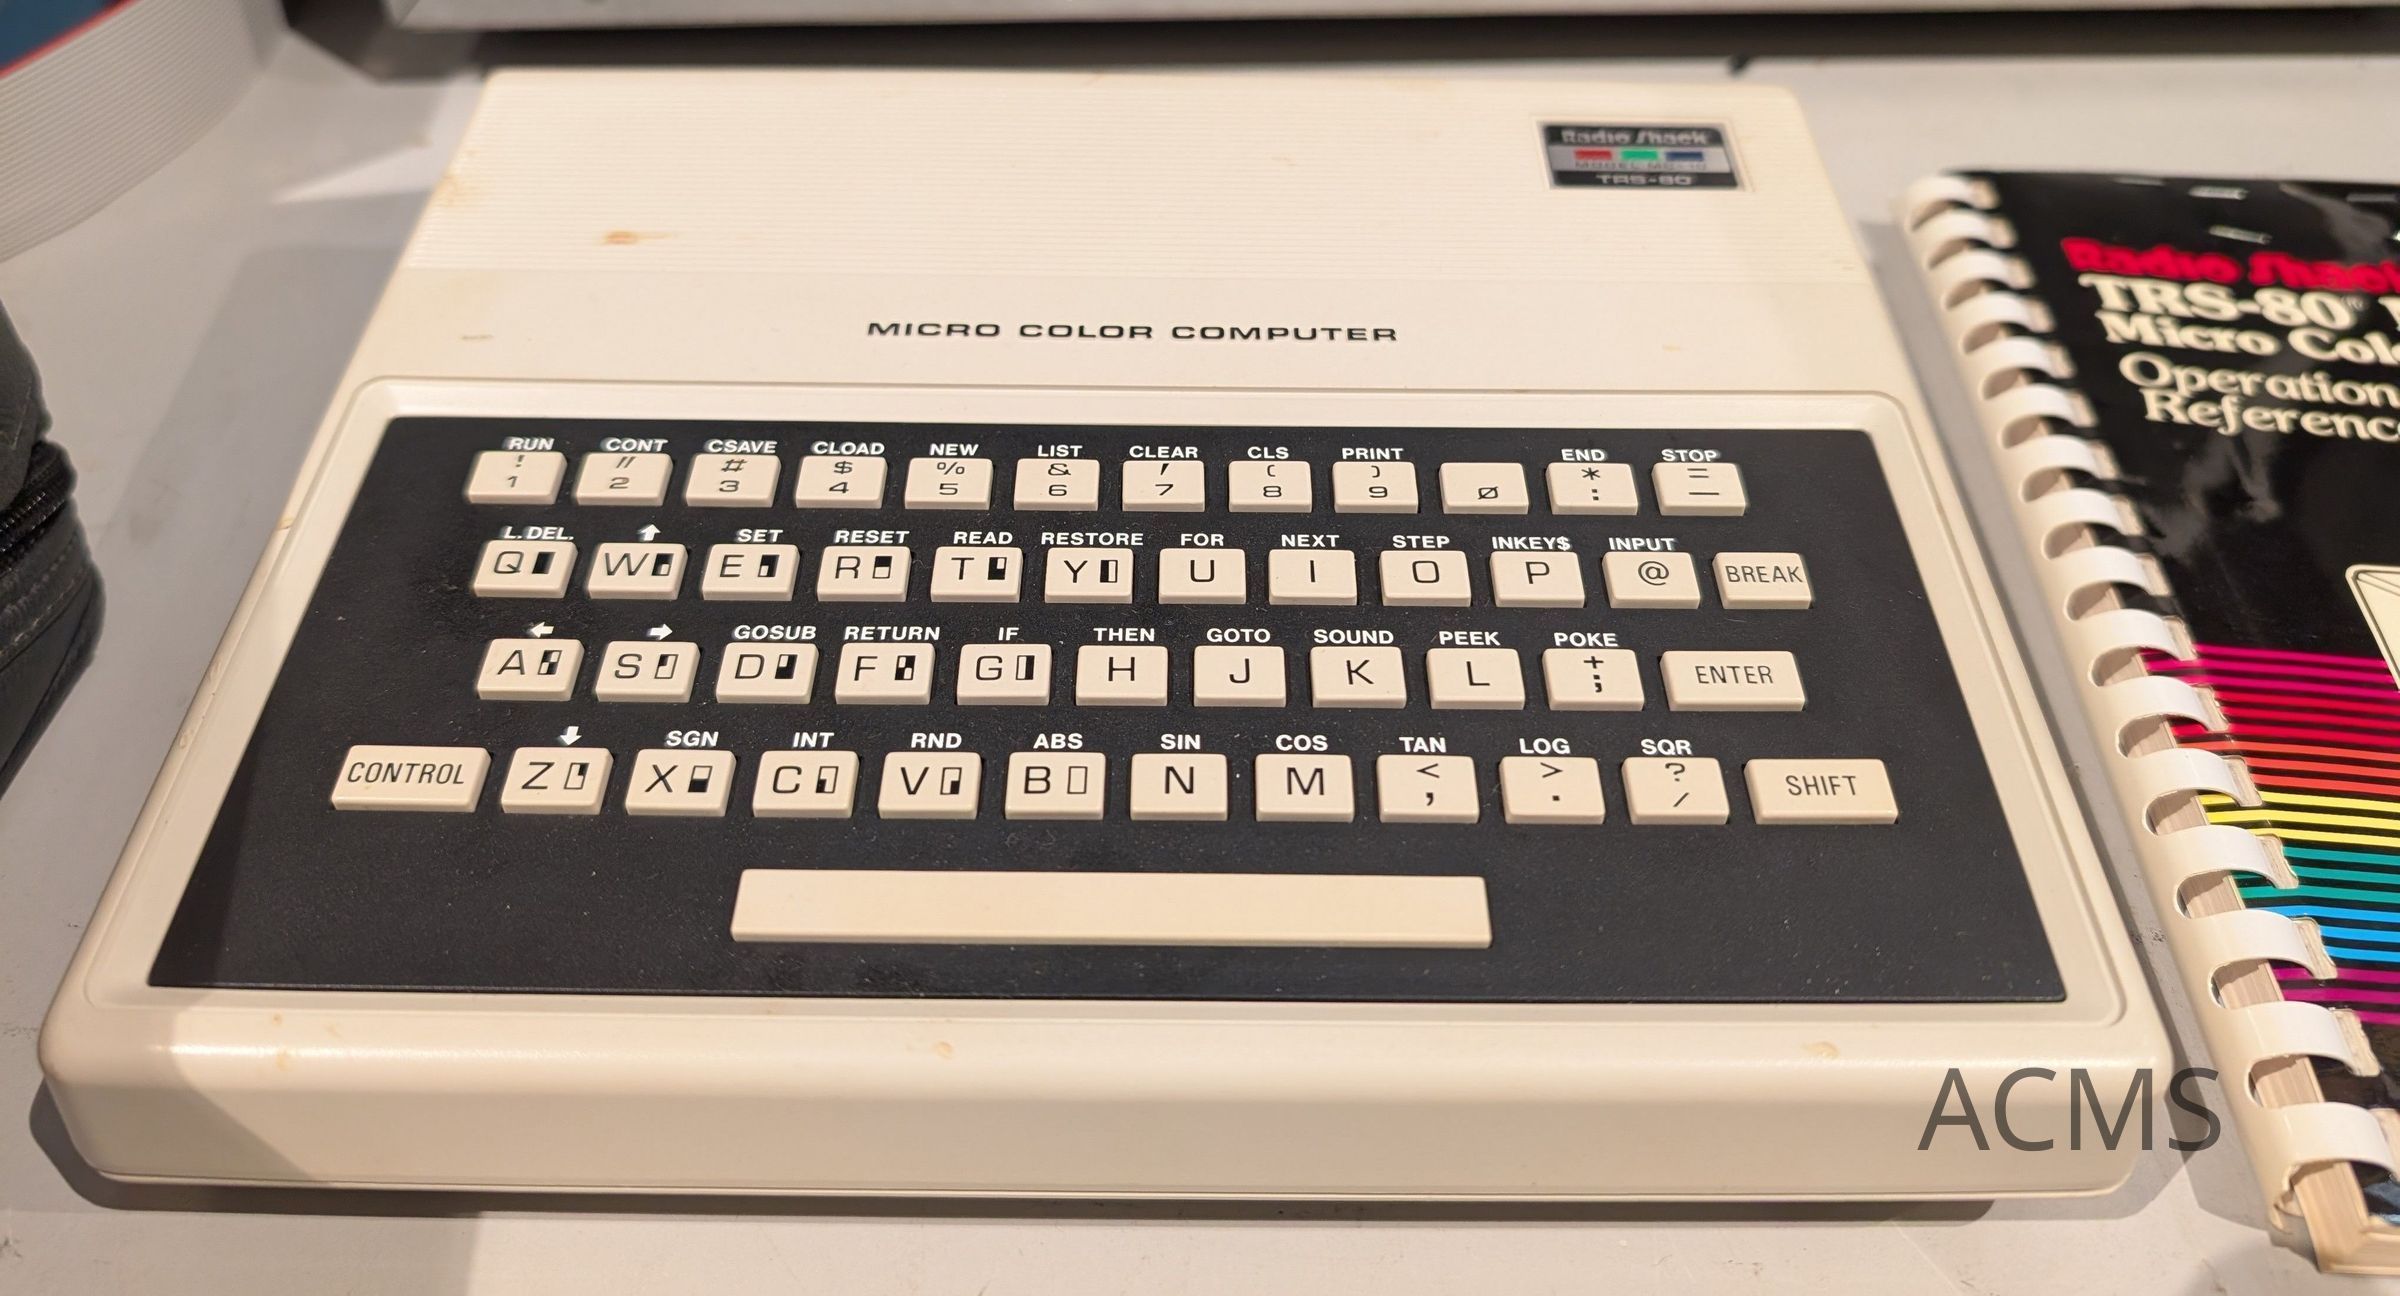 Radio Shack
TRS-80
MICRO COLOR COMPUTER
RUN CONT CSAVE CLOAD NEW LIST CLEAR CLS PRINT END STOP
! " # $ % & ' ( ) * =
1 2 3 4 5 6 7 8 9 Ø : —
L.DEL. ↑ SET RESET READ RESTORE FOR NEXT STEP INKEY$ INPUT
Q W E R T Y U I O P @ BREAK
← → GOSUB RETURN IF THEN GOTO SOUND PEEK POKE
A S D F G H J K L + ; ENTER
↓ SGN INT RND ABS SIN COS TAN LOG SQR
CONTROL Z X C V B N M < , > . ? / SHIFT
Radio Shack
TRS-80®
Micro
Operation
Reference
ACMS